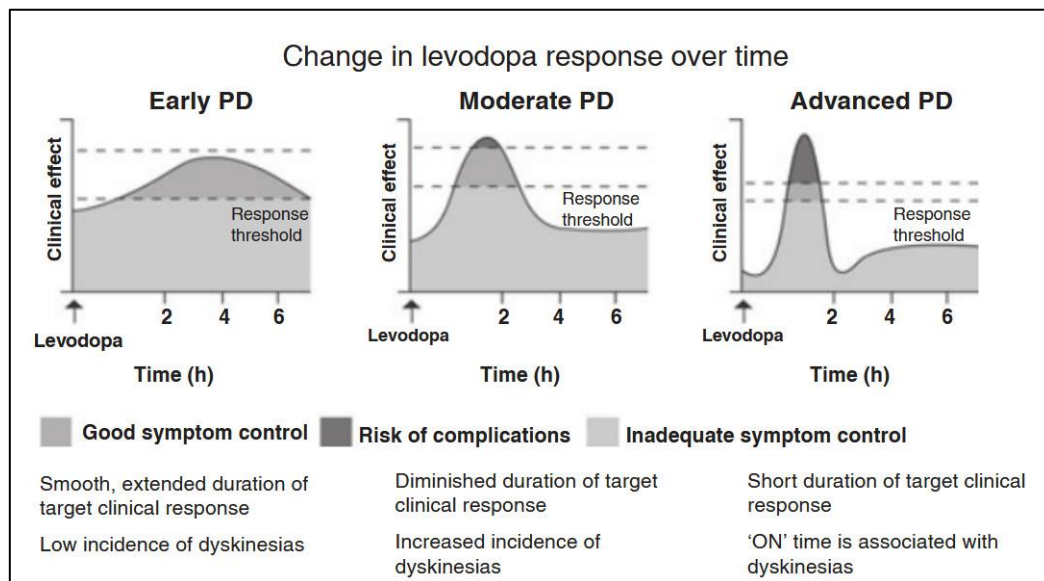 Change in levodopa response over time
Early PD
Moderate PD
Advanced PD
Clinical effect
Response
threshold
2 4 6
Levodopa
Time (h)
Clinical effect
Response
threshold
2 4 6
Levodopa
Time (h)
Clinical effect
Response
threshold
2 4 6
Levodopa
Time (h)
Good symptom control
Risk of complications
Inadequate symptom control
Smooth, extended duration of
target clinical response
Low incidence of dyskinesias
Diminished duration of target
clinical response
Increased incidence of
dyskinesias
Short duration of target clinical
response
‘ON’ time is associated with
dyskinesias